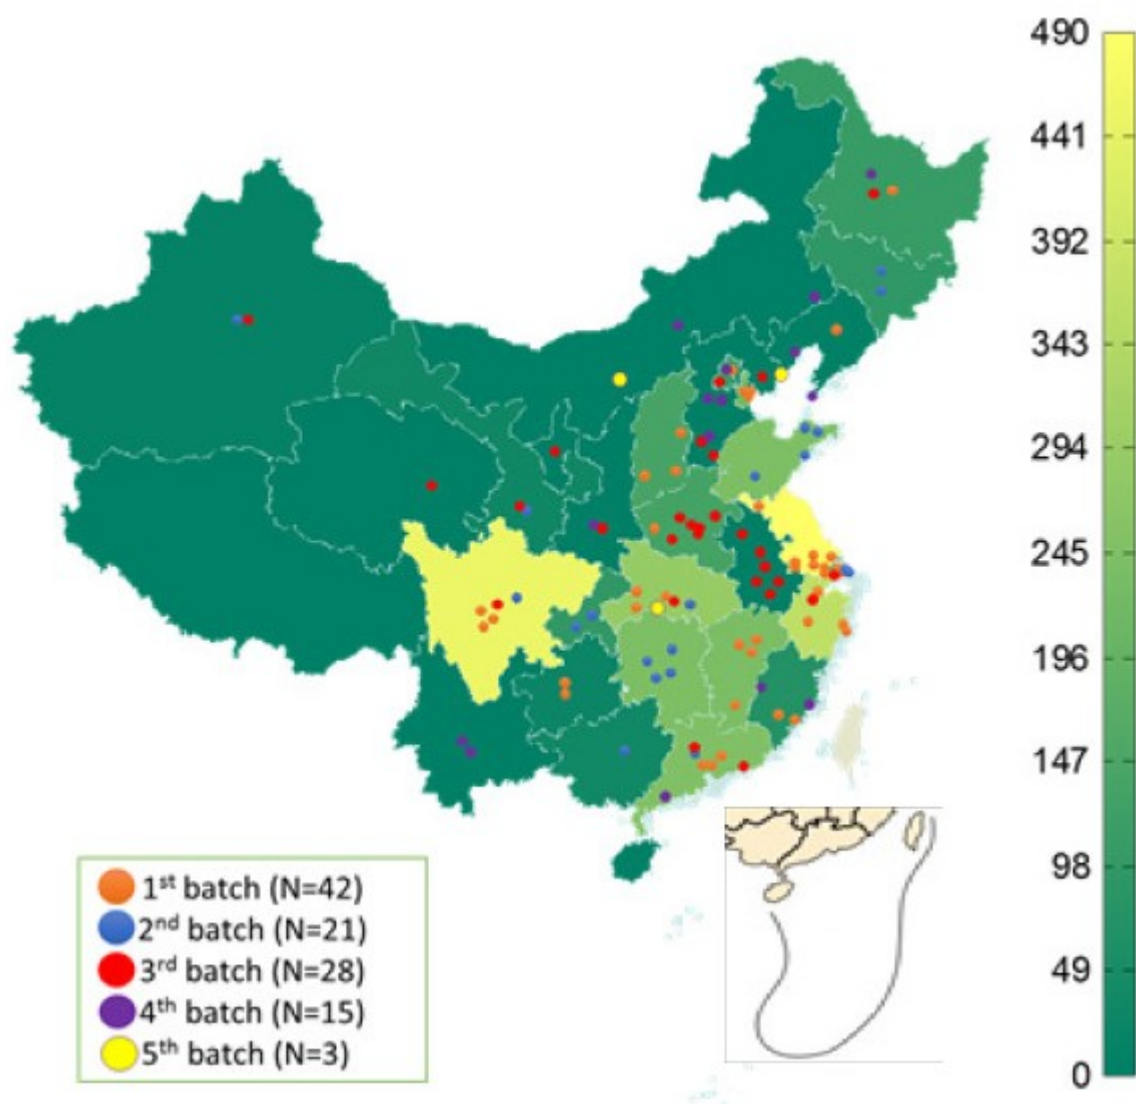 490
441
392
343
294
245
196
147
98
49
0
1st batch (N=42)
2nd batch (N=21)
3rd batch (N=28)
4th batch (N=15)
5th batch (N=3)